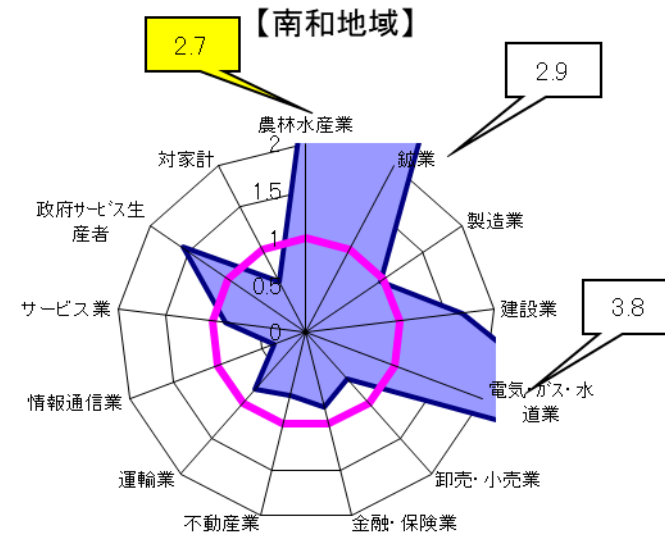 【南和地域】
2.7
2.9
農林水産業
2
鉱業
対家計
1.5
製造業
政府サービス生
産者
1
0.5
サービス業
建設業
3.8
0
電気・ガス・水
道業
情報通信業
運輸業
卸売・小売業
不動産業
金融・保険業